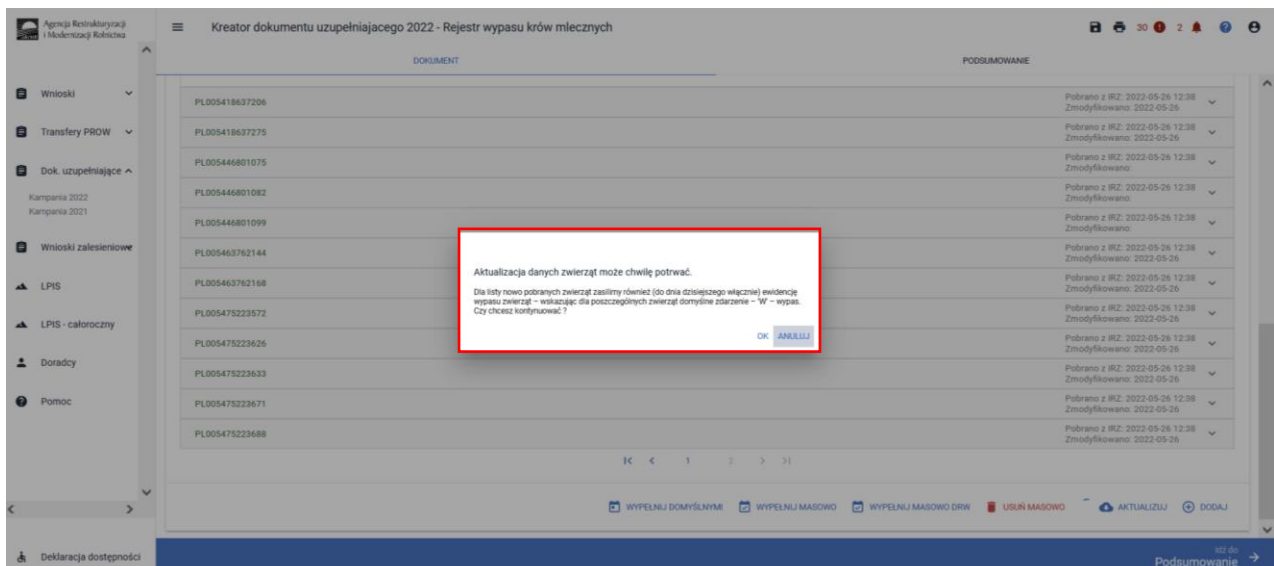 Agencja Restrukturyzacji
i Modernizacji Rolnictwa
Kreator dokumentu uzupełniajacego 2022 - Rejestr wypasu krów mlecznych
30 2
DOKUMENT PODSUMOWANIE
Wnioski
Transfery PROW
Dok. uzupełniające
Kampania 2022
Kampania 2021
Wnioski zalesieniowe
LPIS
LPIS - całoroczny
Doradcy
Pomoc
Deklaracja dostępności
PL005418637206 Pobrano z IRZ: 2022-05-26 12:38
Zmodyfikowano: 2022-05-26
PL005418637275 Pobrano z IRZ: 2022-05-26 12:38
Zmodyfikowano: 2022-05-26
PL005446801075 Pobrano z IRZ: 2022-05-26 12:38
Zmodyfikowano:
PL005446801082 Pobrano z IRZ: 2022-05-26 12:38
Zmodyfikowano:
PL005446801099 Pobrano z IRZ: 2022-05-26 12:38
Zmodyfikowano:
PL005463762144 Pobrano z IRZ: 2022-05-26 12:38
Zmodyfikowano: 2022-05-26
PL005463762168 Pobrano z IRZ: 2022-05-26 12:38
Zmodyfikowano: 2022-05-26
PL005475223572 Pobrano z IRZ: 2022-05-26 12:38
Zmodyfikowano: 2022-05-26
PL005475223626 Pobrano z IRZ: 2022-05-26 12:38
Zmodyfikowano: 2022-05-26
PL005475223633 Pobrano z IRZ: 2022-05-26 12:38
Zmodyfikowano: 2022-05-26
PL005475223671 Pobrano z IRZ: 2022-05-26 12:38
Zmodyfikowano: 2022-05-26
PL005475223688 Pobrano z IRZ: 2022-05-26 12:38
Zmodyfikowano: 2022-05-26
Aktualizacja danych zwierząt może chwilę potrwać.
Dla listy nowo pobranych zwierząt zasilimy również (do dnia dzisiejszego włącznie) ewidencję
wypasu zwierząt – wskazując dla poszczególnych zwierząt domyślne zdarzenie – 'W' – wypas.
Czy chcesz kontynuować ?
OK ANULUJ
1 2
WYPEŁNIJ DOMYŚLNYMI WYPEŁNIJ MASOWO WYPEŁNIJ MASOWO DRW USUŃ MASOWO AKTUALIZUJ DODAJ
Idź do
Podsumowanie